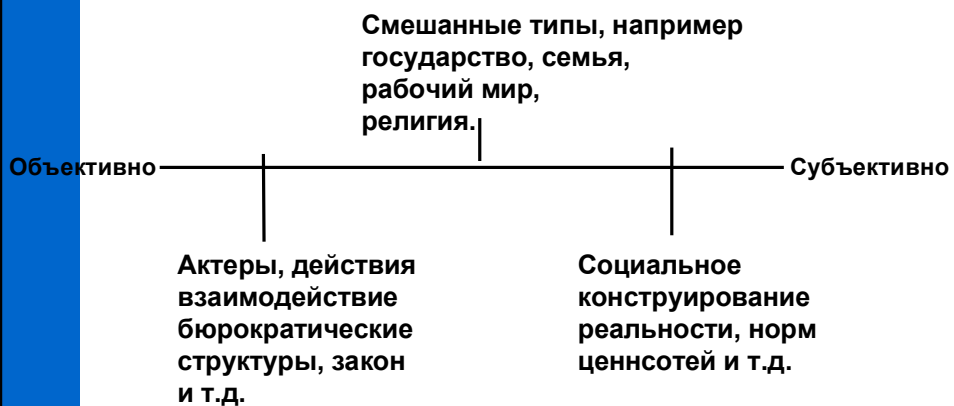 Смешанные типы, например
государство, семья,
рабочий мир,
религия.
Объективно
Субъективно
Актеры, действия
взаимодействие
бюрократические
структуры, закон
и т.д.
Социальное
конструирование
реальности, норм
ценнсотей и т.д.